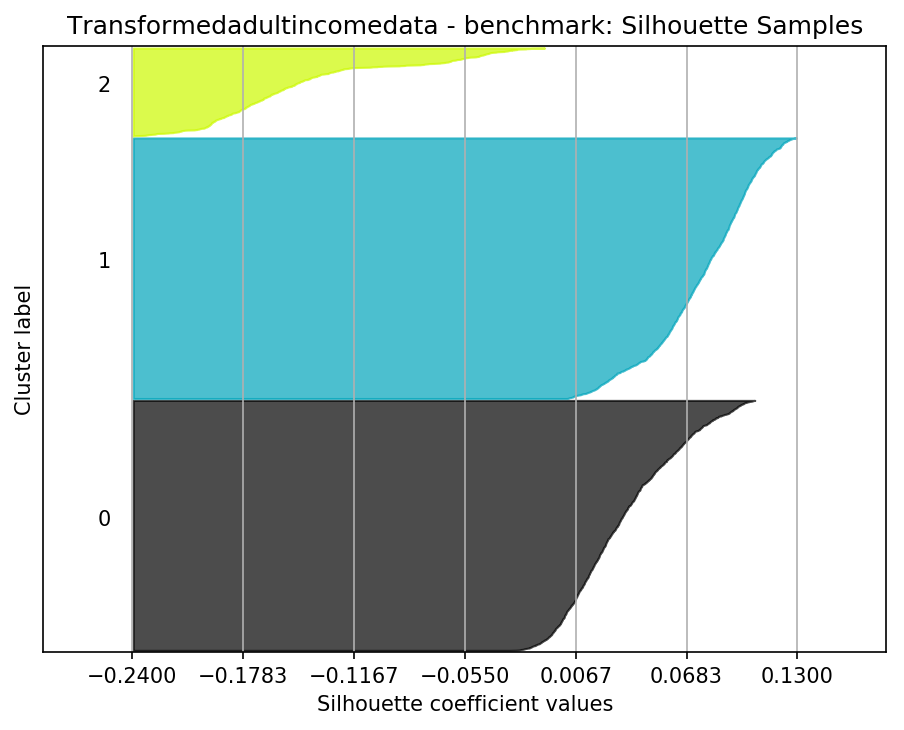 Transformedadultincomedata - benchmark: Silhouette Samples
2
1
0
Cluster label
−0.2400 −0.1783 −0.1167 −0.0550 0.0067 0.0683 0.1300
Silhouette coefficient values